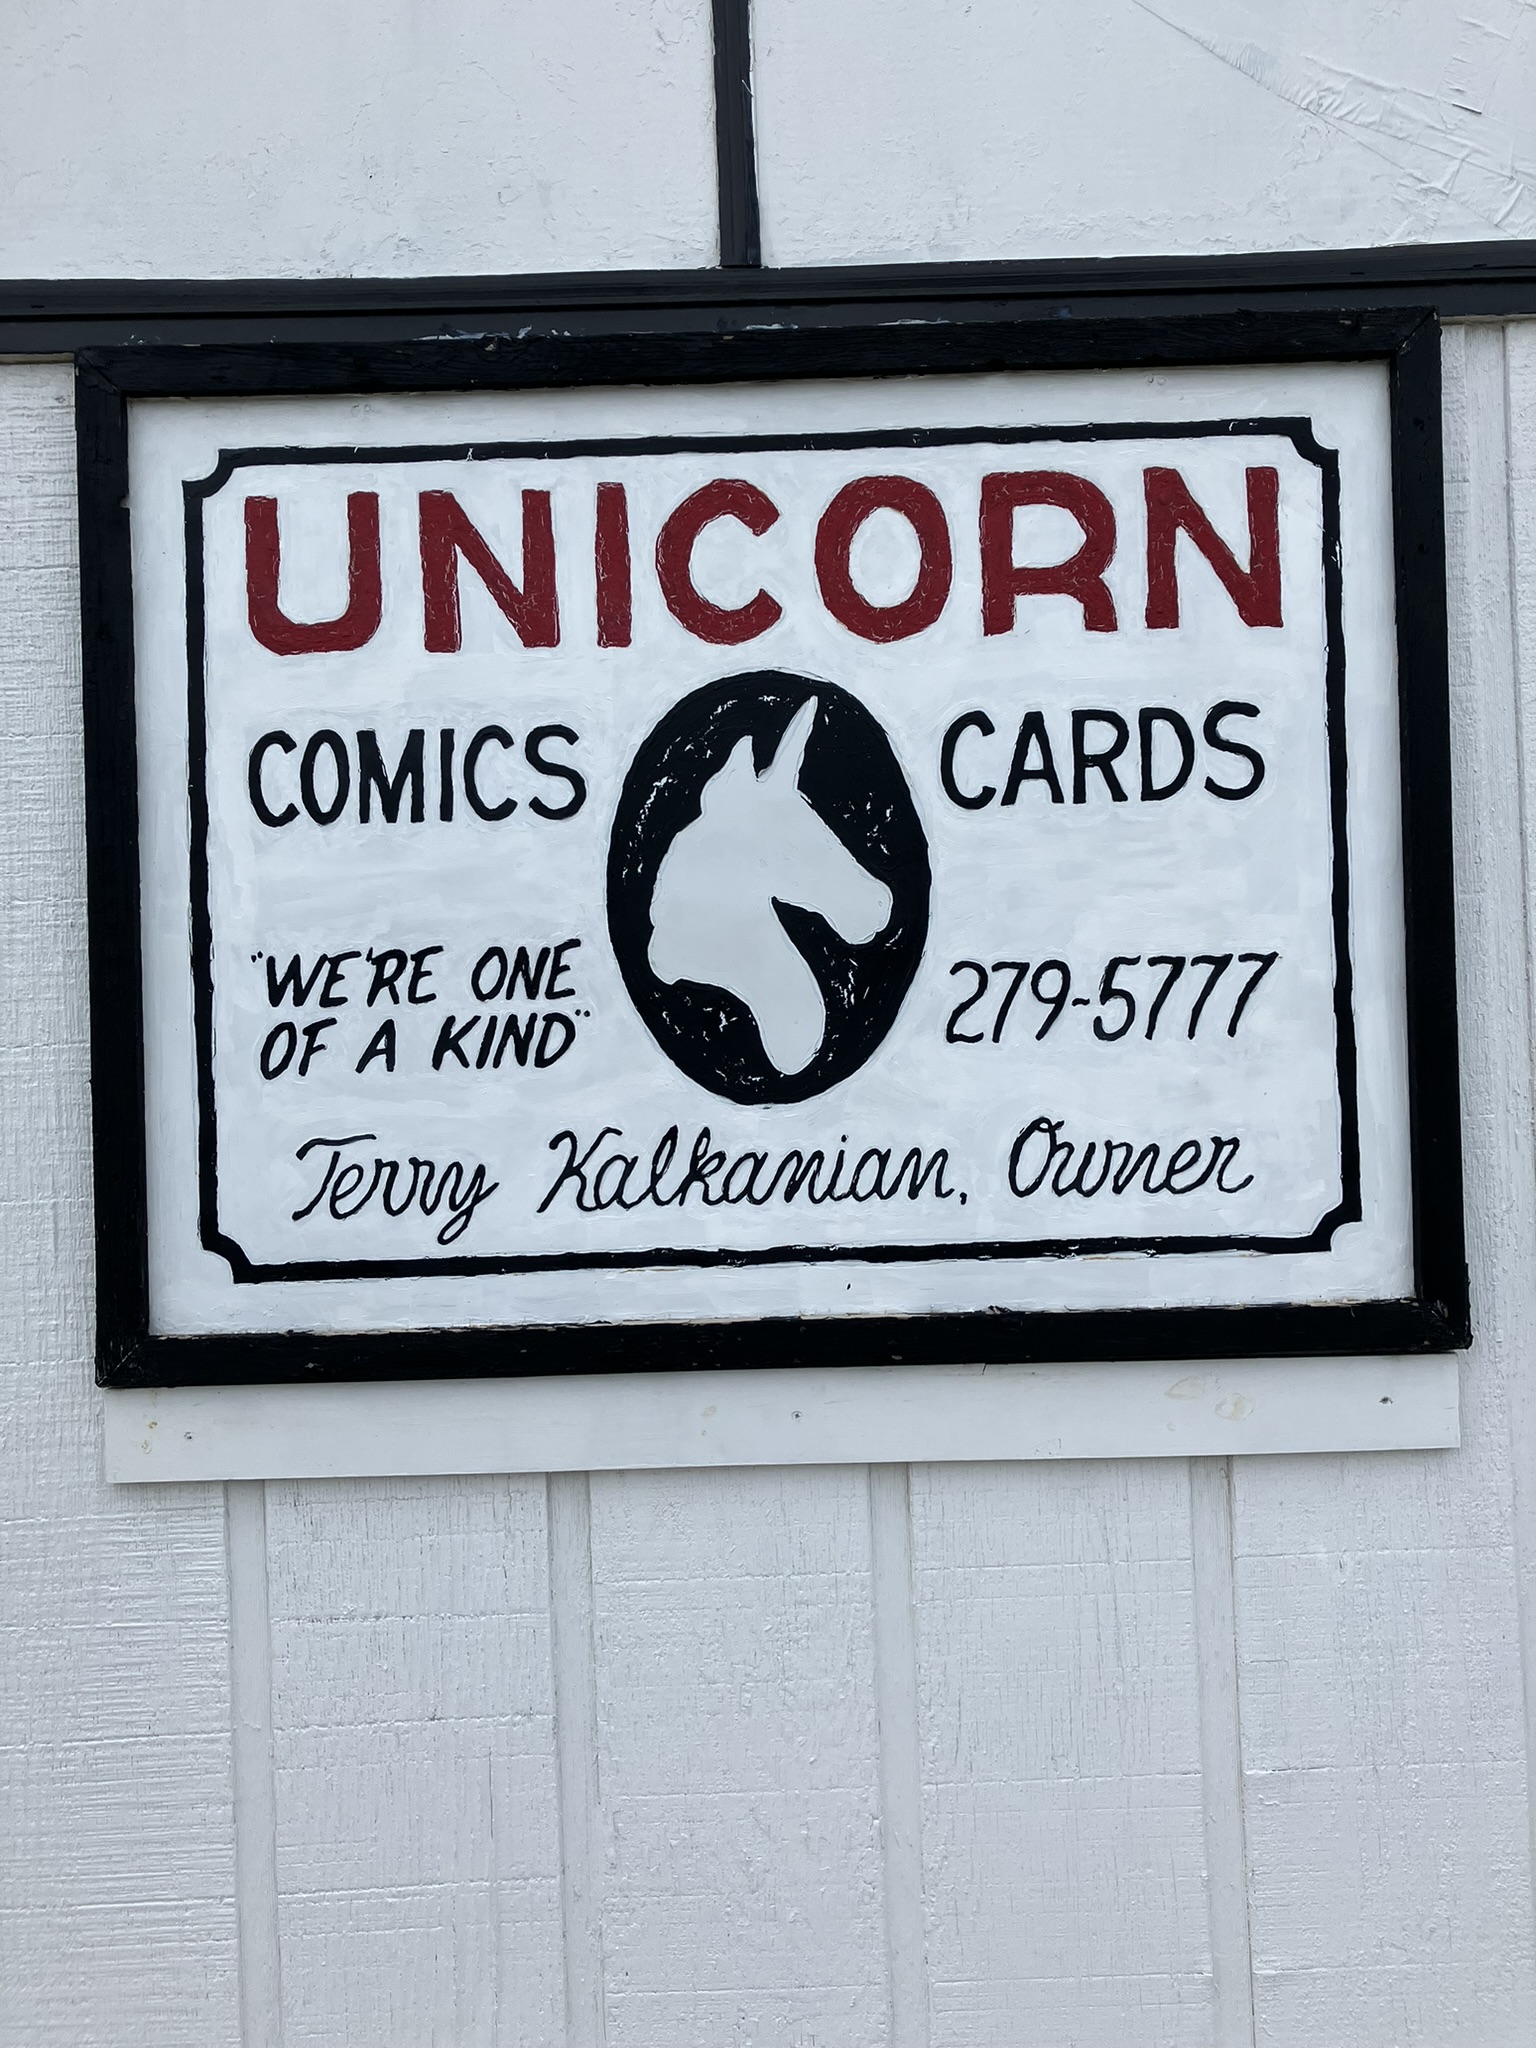 UNICORN
COMICS CARDS
"WE'RE ONE
OF A KIND"
279-5777
Terry Kalkanian, Owner